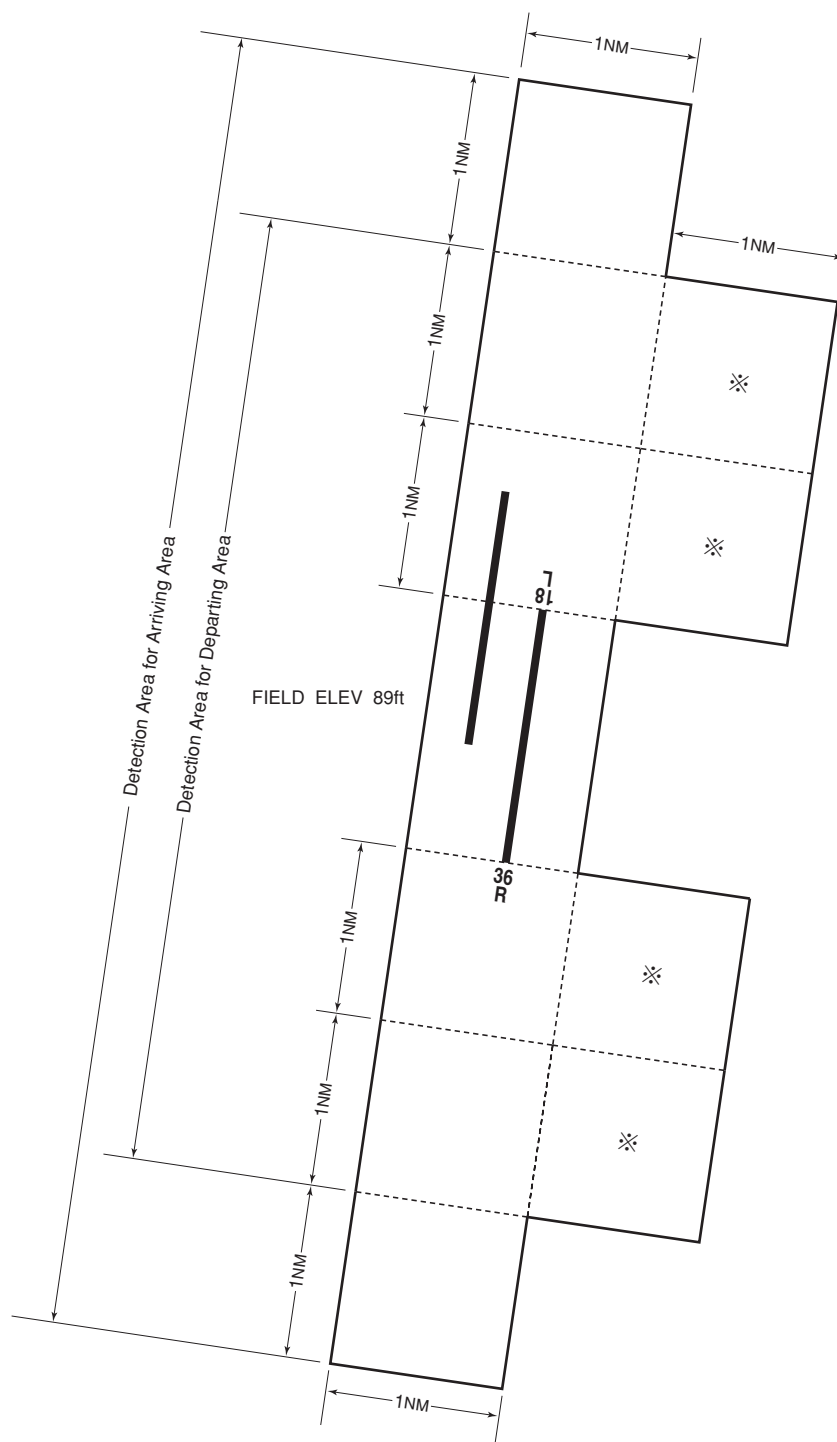 1NM
1NM
1NM
1NM
1NM
※
※
Detection Area for Arriving Area
Detection Area for Departing Area
18
L
FIELD ELEV 89ft
36
R
1NM
※
1NM
※
1NM
1NM